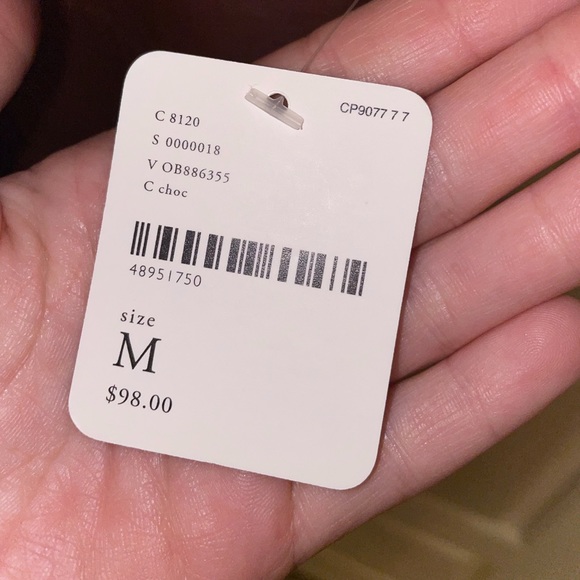 CP9077 7 7
C 8120
S 0000018
V OB886355
C choc
48951750
size
M
$98.00